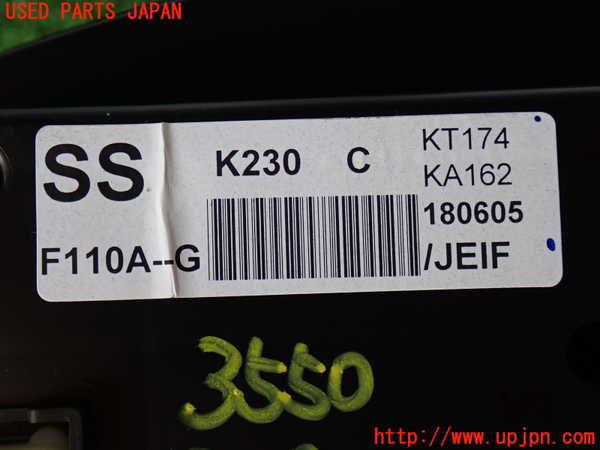 USED PARTS JAPAN
SS K230 C KT174
KA162
180605
F110A--G /JEIF
3550
http://www.upjpn.com/